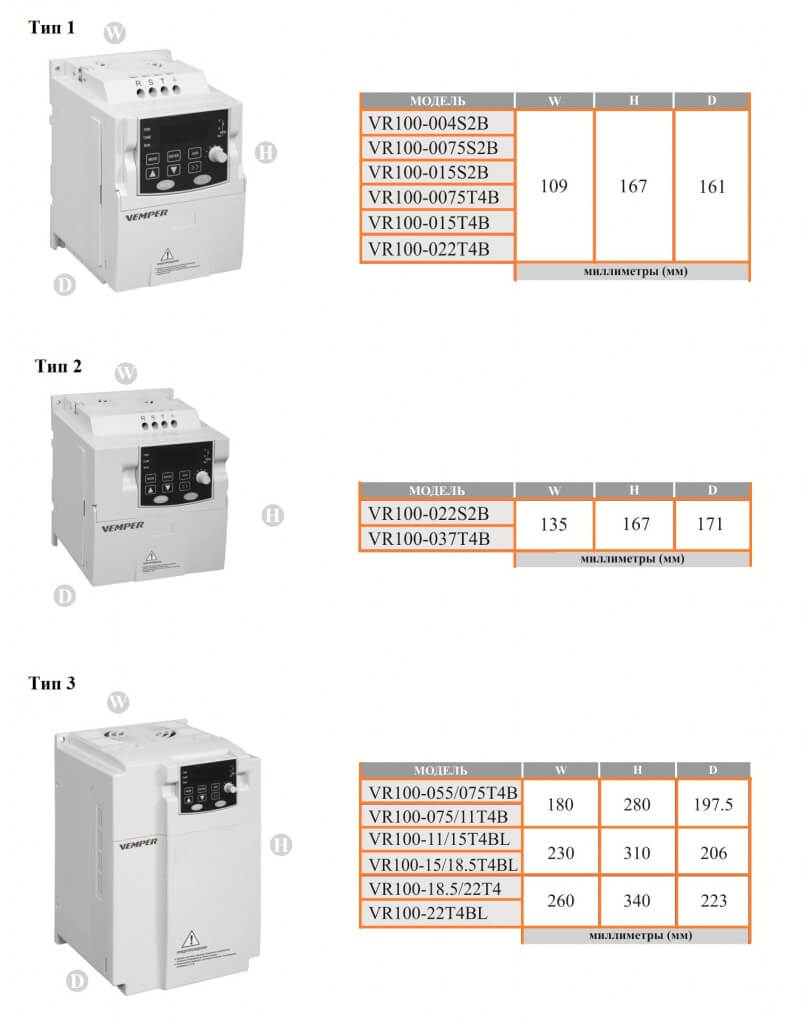 Тип 1
W
R S T
H
VEMPER
D
МОДЕЛЬ W H D
VR100-004S2B
VR100-0075S2B
VR100-015S2B
VR100-0075T4B
VR100-015T4B
VR100-022T4B
109 167 161
миллиметры (мм)
Тип 2
W
R S T
H
VEMPER
D
МОДЕЛЬ W H D
VR100-022S2B
VR100-037T4B
135 167 171
миллиметры (мм)
Тип 3
W
VEMPER
H
D
МОДЕЛЬ W H D
VR100-055/075T4B
VR100-075/11T4B
180 280 197.5
VR100-11/15T4BL
VR100-15/18.5T4BL
230 310 206
VR100-18.5/22T4
VR100-22T4BL
260 340 223
миллиметры (мм)